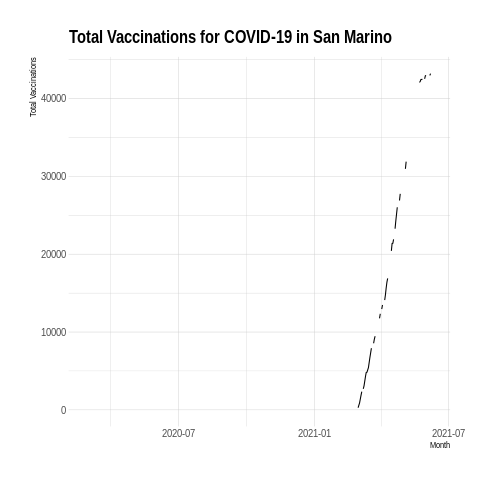 Total Vaccinations for COVID-19 in San Marino
Total Vaccinations
40000
30000
20000
10000
0
2020-07
2021-01
2021-07
Month